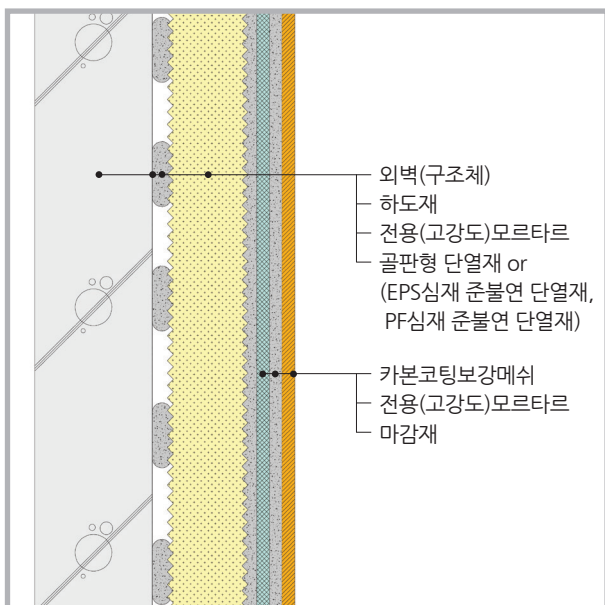 외벽(구조체)
하도재
전용(고강도)모르타르
골판형 단열재 or
(EPS심재 준불연 단열재,
PF심재 준불연 단열재)
카본코팅보강메쉬
전용(고강도)모르타르
마감재